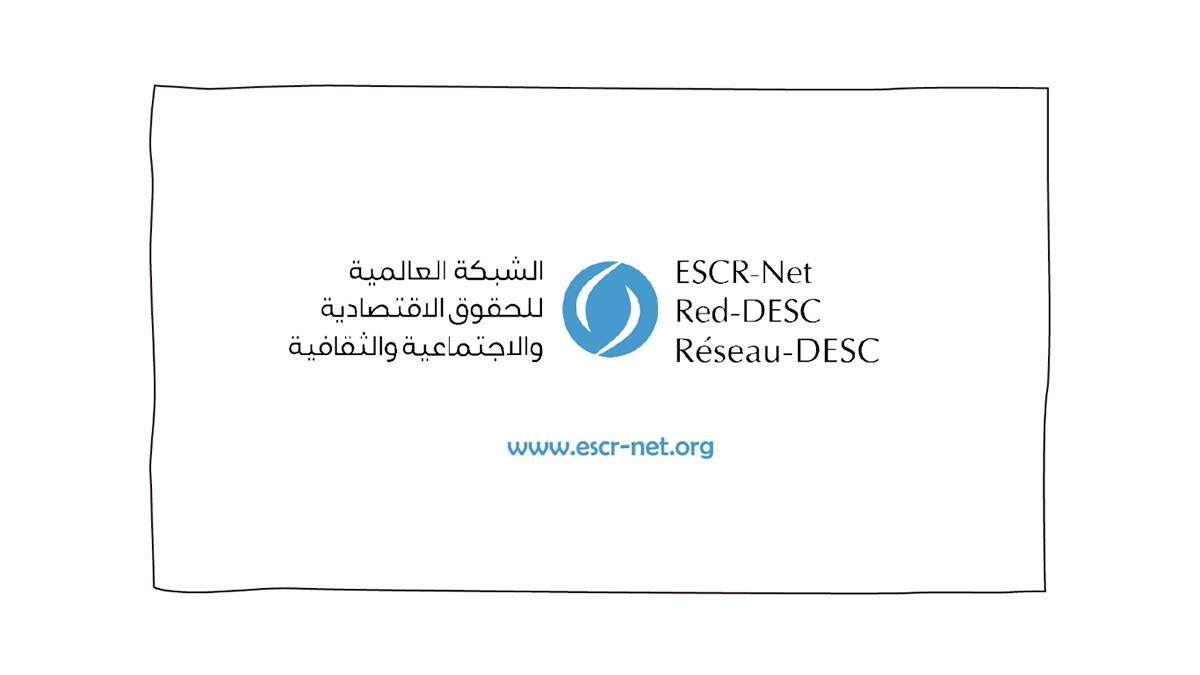 الشبكة العالمية
للحقوق الاقتصادية
والاجتماعية والثقافية
ESCR-Net
Red-DESC
Réseau-DESC
www.escr-net.org